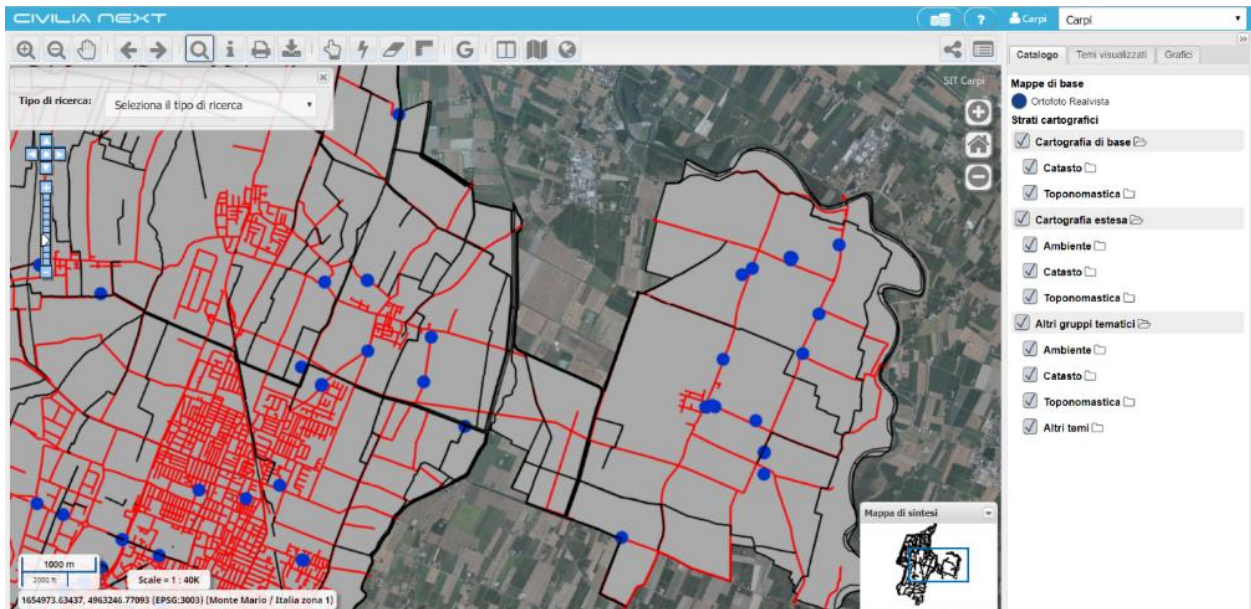 CIVILIA NEXT
?
Carpi
Carpi
i
G
Catalogo
Temi visualizzati
Grafici
Tipo di ricerca:
Seleziona il tipo di ricerca
SIT Carpi
Mappe di base
Ortofoto Realvista
Strati cartografici
Cartografia di base
Catasto
Toponomastica
Cartografia estesa
Ambiente
Catasto
Toponomastica
Altri gruppi tematici
Ambiente
Catasto
Toponomastica
Altri temi
Mappa di sintesi
1000 m
2000 ft
Scale = 1 : 40K
1654973.63437, 4963246.77093 (EPSG:3003) (Monte Mario / Italia zona 1)